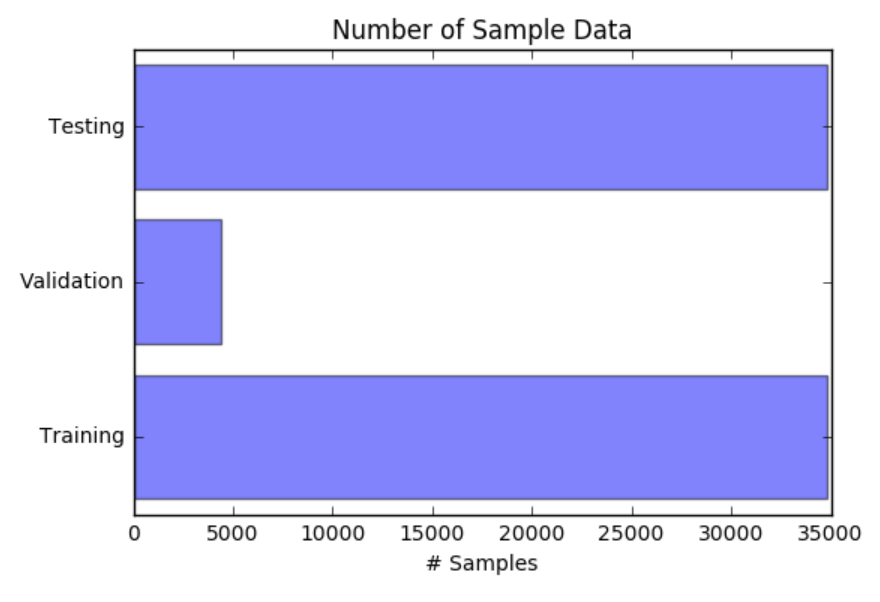 Number of Sample Data
Testing
Validation
Training
0 5000 10000 15000 20000 25000 30000 35000
# Samples